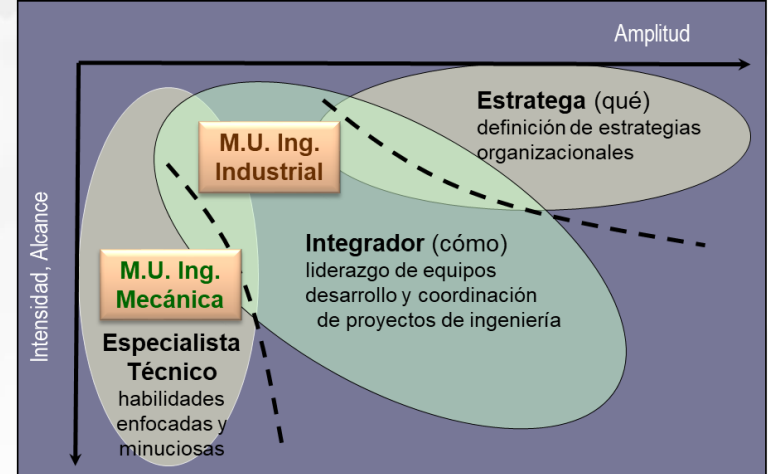 Amplitud
Intensidad, Alcance
Estratega (qué)
definición de estrategias
organizacionales
M.U. Ing.
Industrial
Integrador (cómo)
liderazgo de equipos
desarrollo y coordinación
de proyectos de ingeniería
M.U. Ing.
Mecánica
Especialista
Técnico
habilidades
enfocadas y
minuciosas